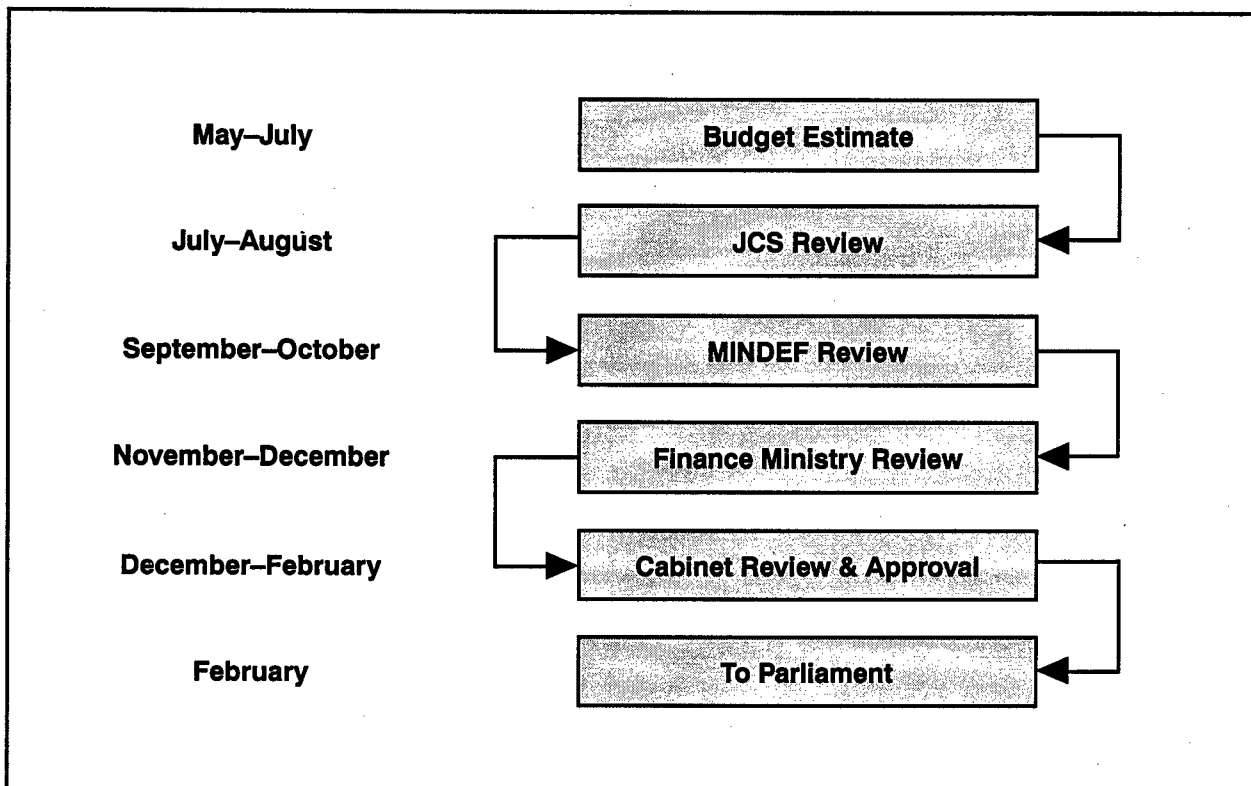 May–July
Budget Estimate
July–August
JCS Review
September–October
MINDEF Review
November–December
Finance Ministry Review
December–February
Cabinet Review & Approval
February
To Parliament